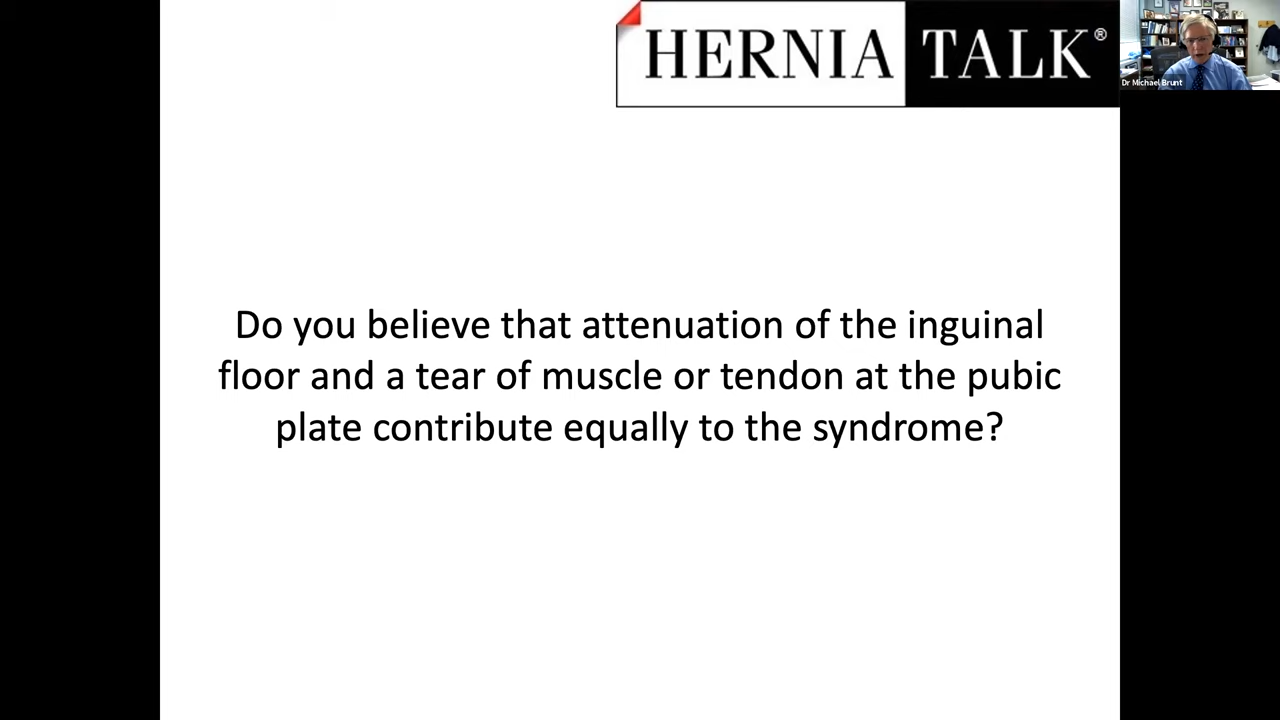 HERNIA TALK®
Dr Michael Brunt
Do you believe that attenuation of the inguinal
floor and a tear of muscle or tendon at the pubic
plate contribute equally to the syndrome?